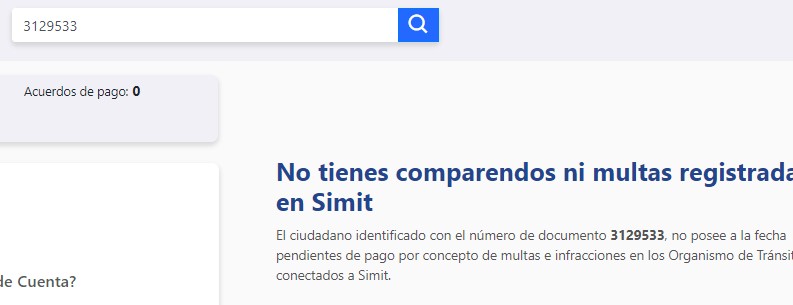 3129533
Acuerdos de pago: 0
No tienes comparendos ni multas registrada
en Simit
El ciudadano identificado con el número de documento 3129533, no posee a la fecha
pendientes de pago por concepto de multas e infracciones en los Organismo de Tránsit
conectados a Simit.
de Cuenta?